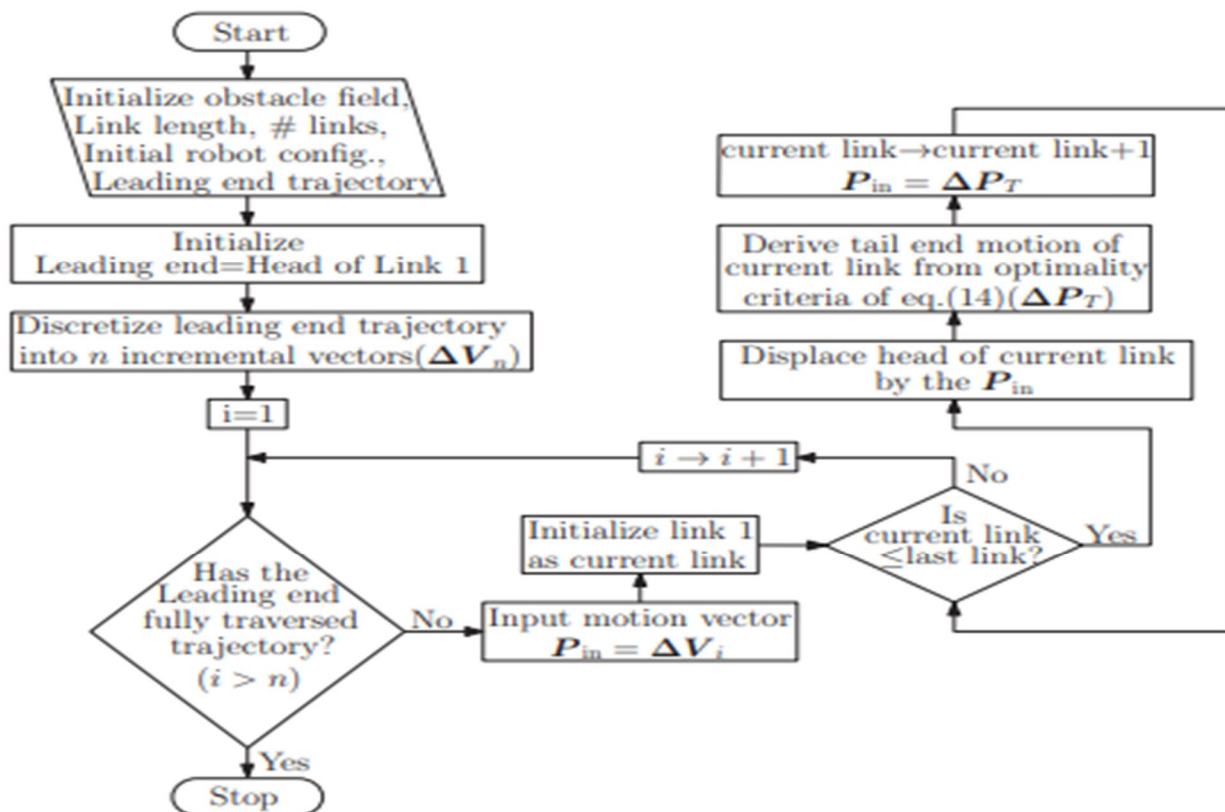 Start
Initialize obstacle field,
Link length, # links,
Initial robot config.,
Leading end trajectory
Initialize
Leading end=Head of Link 1
Discretize leading end trajectory
into n incremental vectors(ΔVₙ)
i=1
Has the
Leading end
fully traversed
trajectory?
(i > n)
No
Yes
Stop
Input motion vector
P_in = ΔV_i
Initialize link 1
as current link
Is
current link
≤last link?
No
Yes
i → i + 1
Displace head of current link
by the P_in
Derive tail end motion of
current link from optimality
criteria of eq.(14)(ΔP_T)
current link→current link+1
P_in = ΔP_T